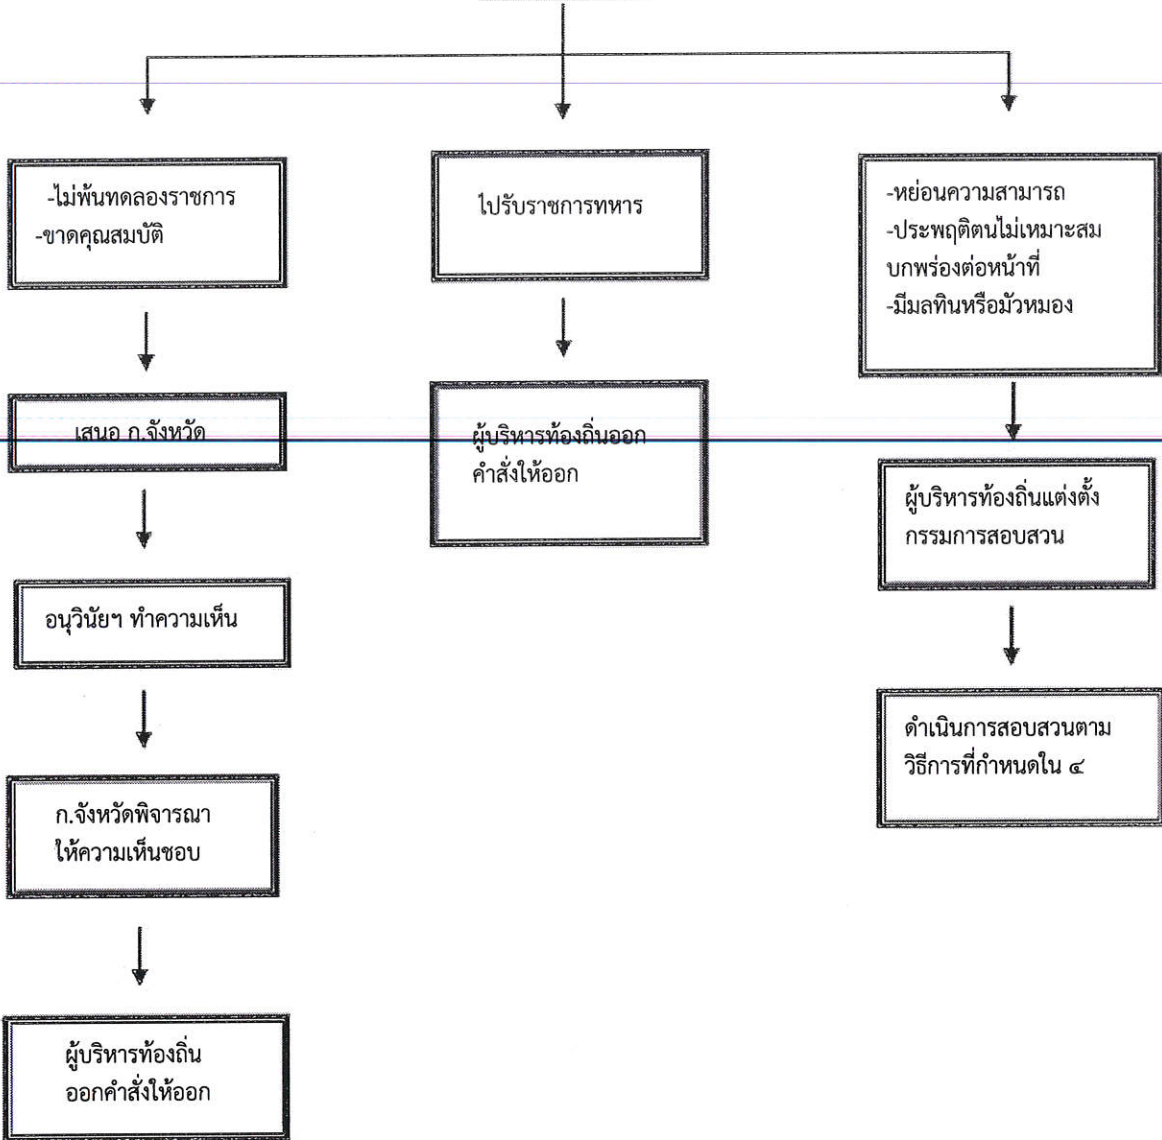 -ไม่พ้นทดลองราชการ
-ขาดคุณสมบัติ
เสนอ ก.จังหวัด
อนุวินัยฯ ทำความเห็น
ก.จังหวัดพิจารณา
ให้ความเห็นชอบ
ผู้บริหารท้องถิ่น
ออกคำสั่งให้ออก
ไปรับราชการทหาร
ผู้บริหารท้องถิ่นออก
คำสั่งให้ออก
-หย่อนความสามารถ
-ประพฤติตนไม่เหมาะสม
บกพร่องต่อหน้าที่
-มีมลทินหรือมัวหมอง
ผู้บริหารท้องถิ่นแต่งตั้ง
กรรมการสอบสวน
ดำเนินการสอบสวนตาม
วิธีการที่กำหนดใน ๔